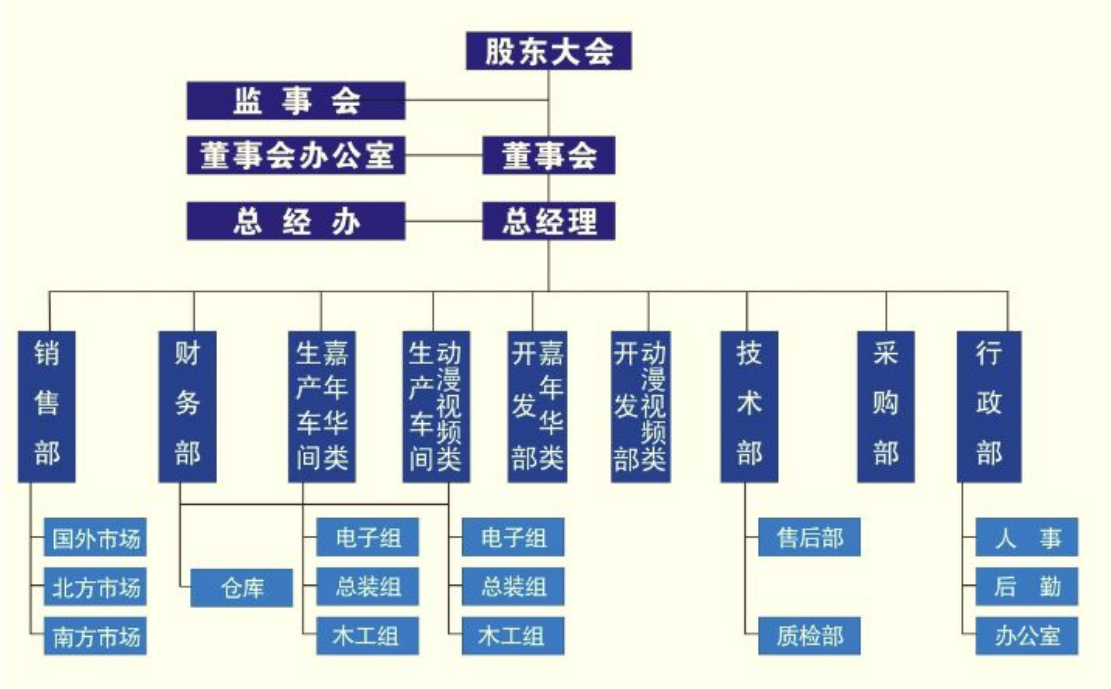 股东大会
监事会
董事会办公室
董事会
总经办
总经理
销售部
财务部
嘉年华类
生产车间
动漫视频类
生产车间
嘉年华类
开发部
动漫视频类
开发部
技术部
采购部
行政部
国外市场
电子组
电子组
售后部
人事
北方市场
仓库
总装组
总装组
后勤
南方市场
木工组
木工组
质检部
办公室